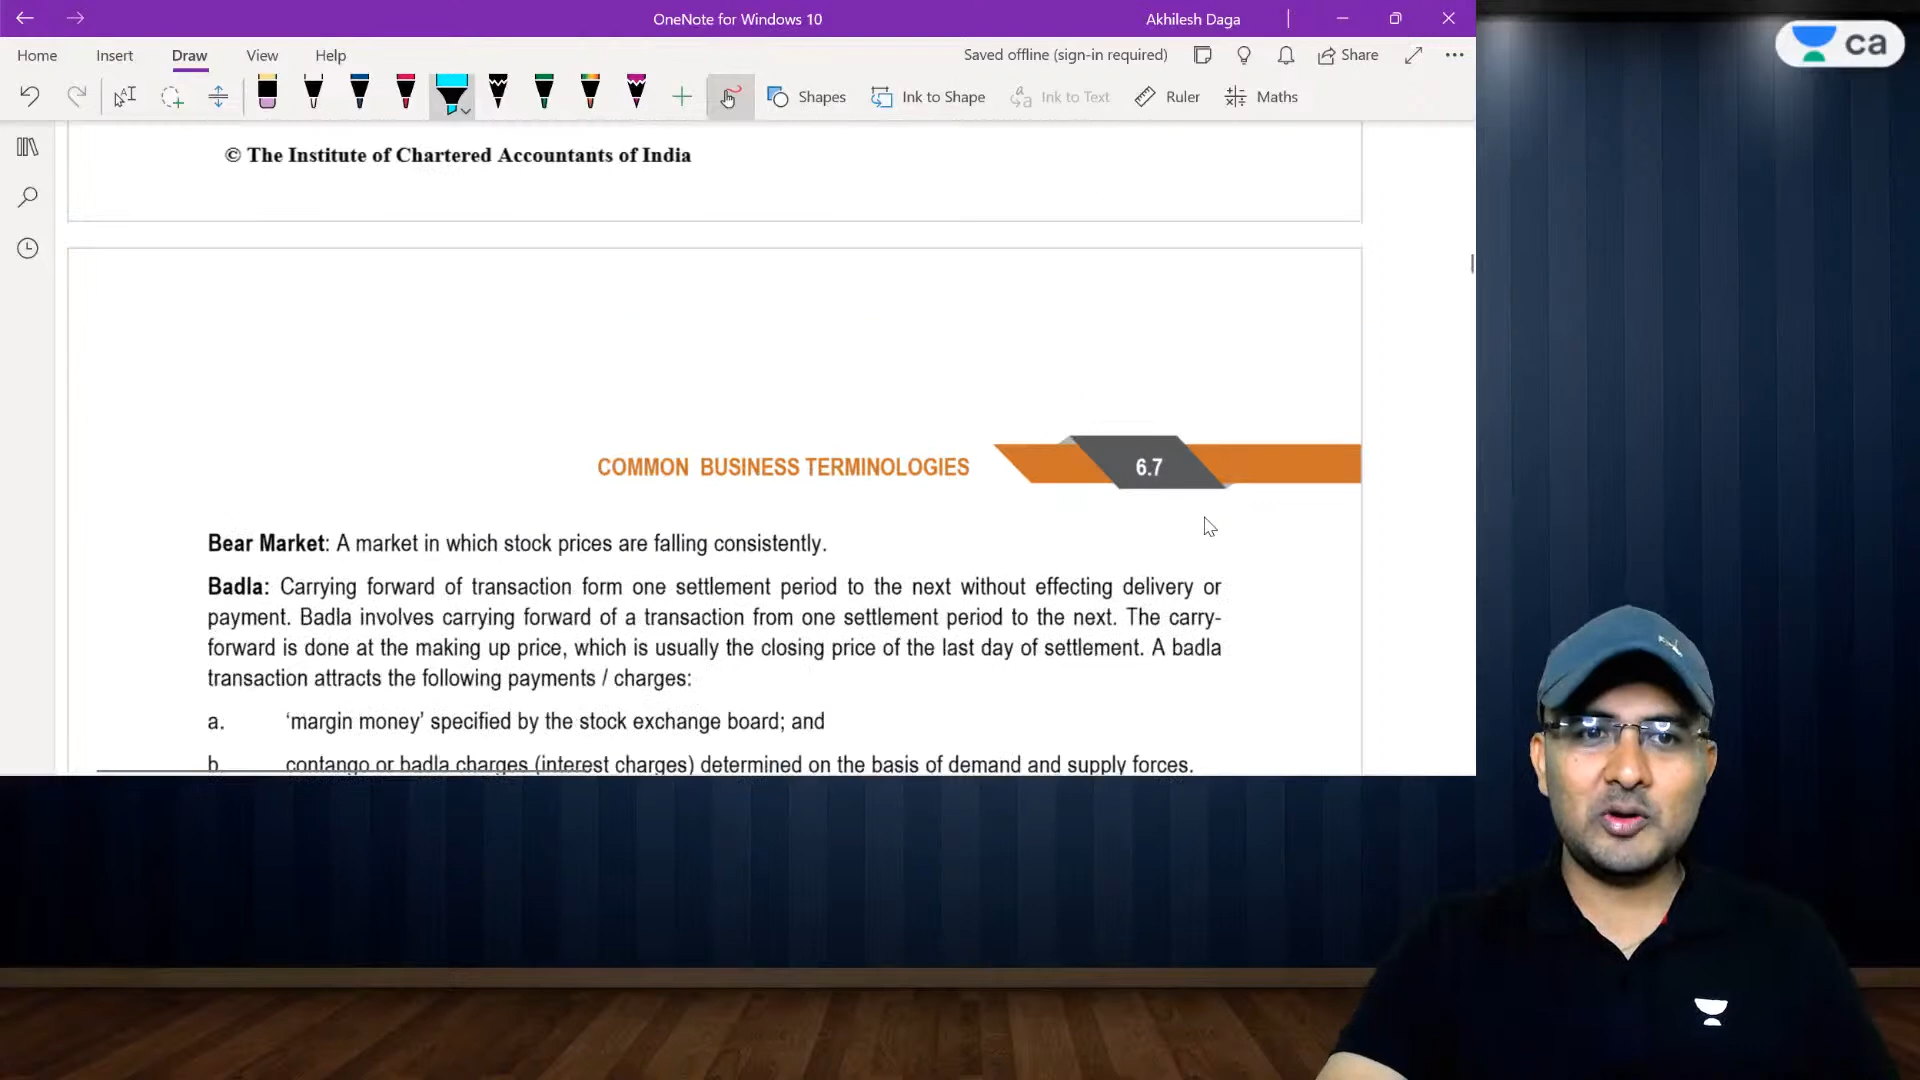 OneNote for Windows 10
Akhilesh Daga
ca
Home Insert Draw View Help
Saved offline (sign-in required) Share
Shapes Ink to Shape Ink to Text Ruler Maths
© The Institute of Chartered Accountants of India
COMMON BUSINESS TERMINOLOGIES 6.7
Bear Market: A market in which stock prices are falling consistently.
Badla: Carrying forward of transaction form one settlement period to the next without effecting delivery or
payment. Badla involves carrying forward of a transaction from one settlement period to the next. The carry-
forward is done at the making up price, which is usually the closing price of the last day of settlement. A badla
transaction attracts the following payments / charges:
a. ‘margin money’ specified by the stock exchange board; and
b. contango or badla charges (interest charges) determined on the basis of demand and supply forces.